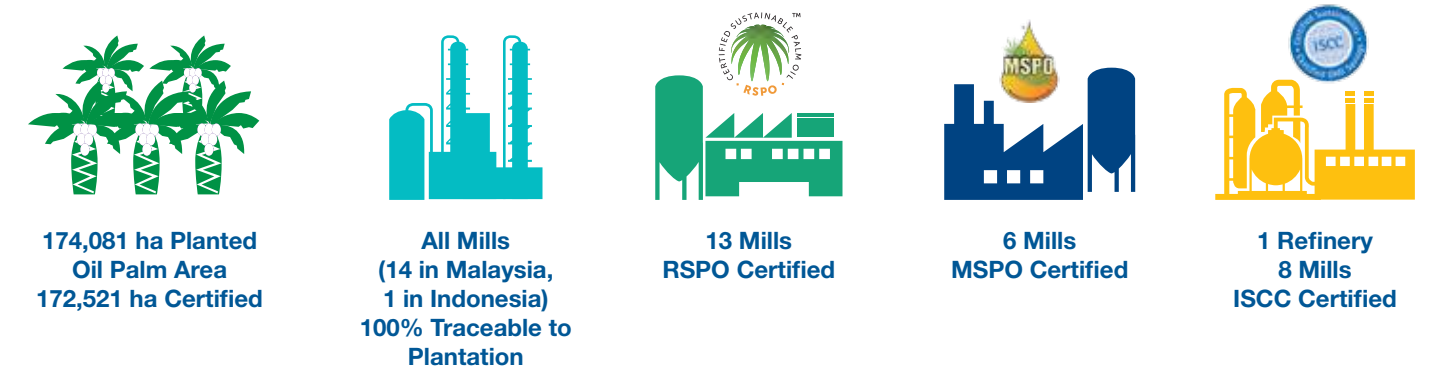 CERTIFIED SUSTAINABLE PALM OIL
TM
RSPO
MSPO
ISCC
174,081 ha Planted
Oil Palm Area
172,521 ha Certified
All Mills
(14 in Malaysia,
1 in Indonesia)
100% Traceable to
Plantation
13 Mills
RSPO Certified
6 Mills
MSPO Certified
1 Refinery
8 Mills
ISCC Certified